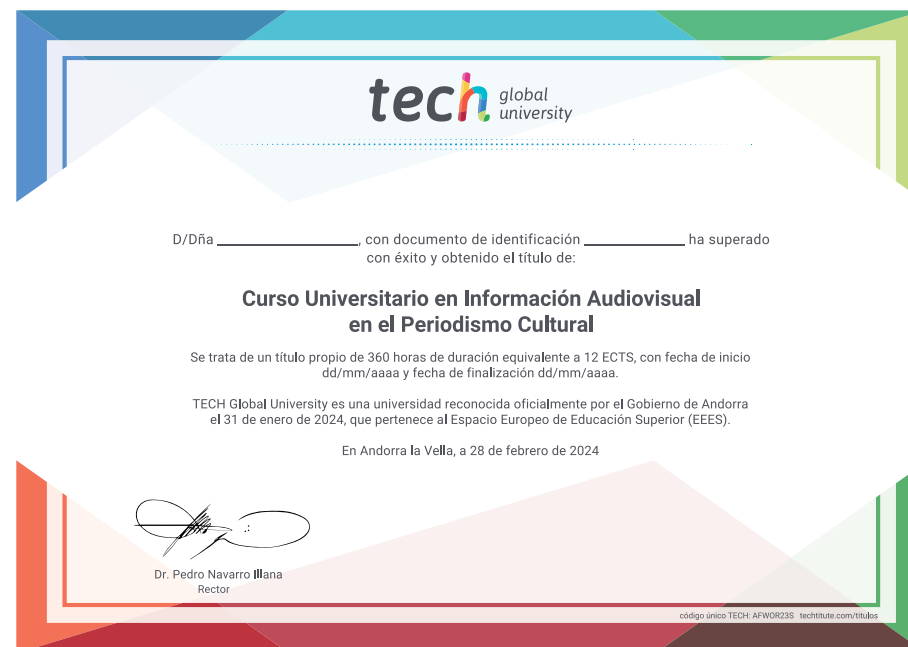 tech global
university
D/Dña ____________, con documento de identificación ____________ ha superado
con éxito y obtenido el título de:
Curso Universitario en Información Audiovisual
en el Periodismo Cultural
Se trata de un título propio de 360 horas de duración equivalente a 12 ECTS, con fecha de inicio
dd/mm/aaaa y fecha de finalización dd/mm/aaaa.
TECH Global University es una universidad reconocida oficialmente por el Gobierno de Andorra
el 31 de enero de 2024, que pertenece al Espacio Europeo de Educación Superior (EEES).
En Andorra la Vella, a 28 de febrero de 2024
Dr. Pedro Navarro Illana
Rector
código único TECH: AFWOR23S techtitute.com/titulos